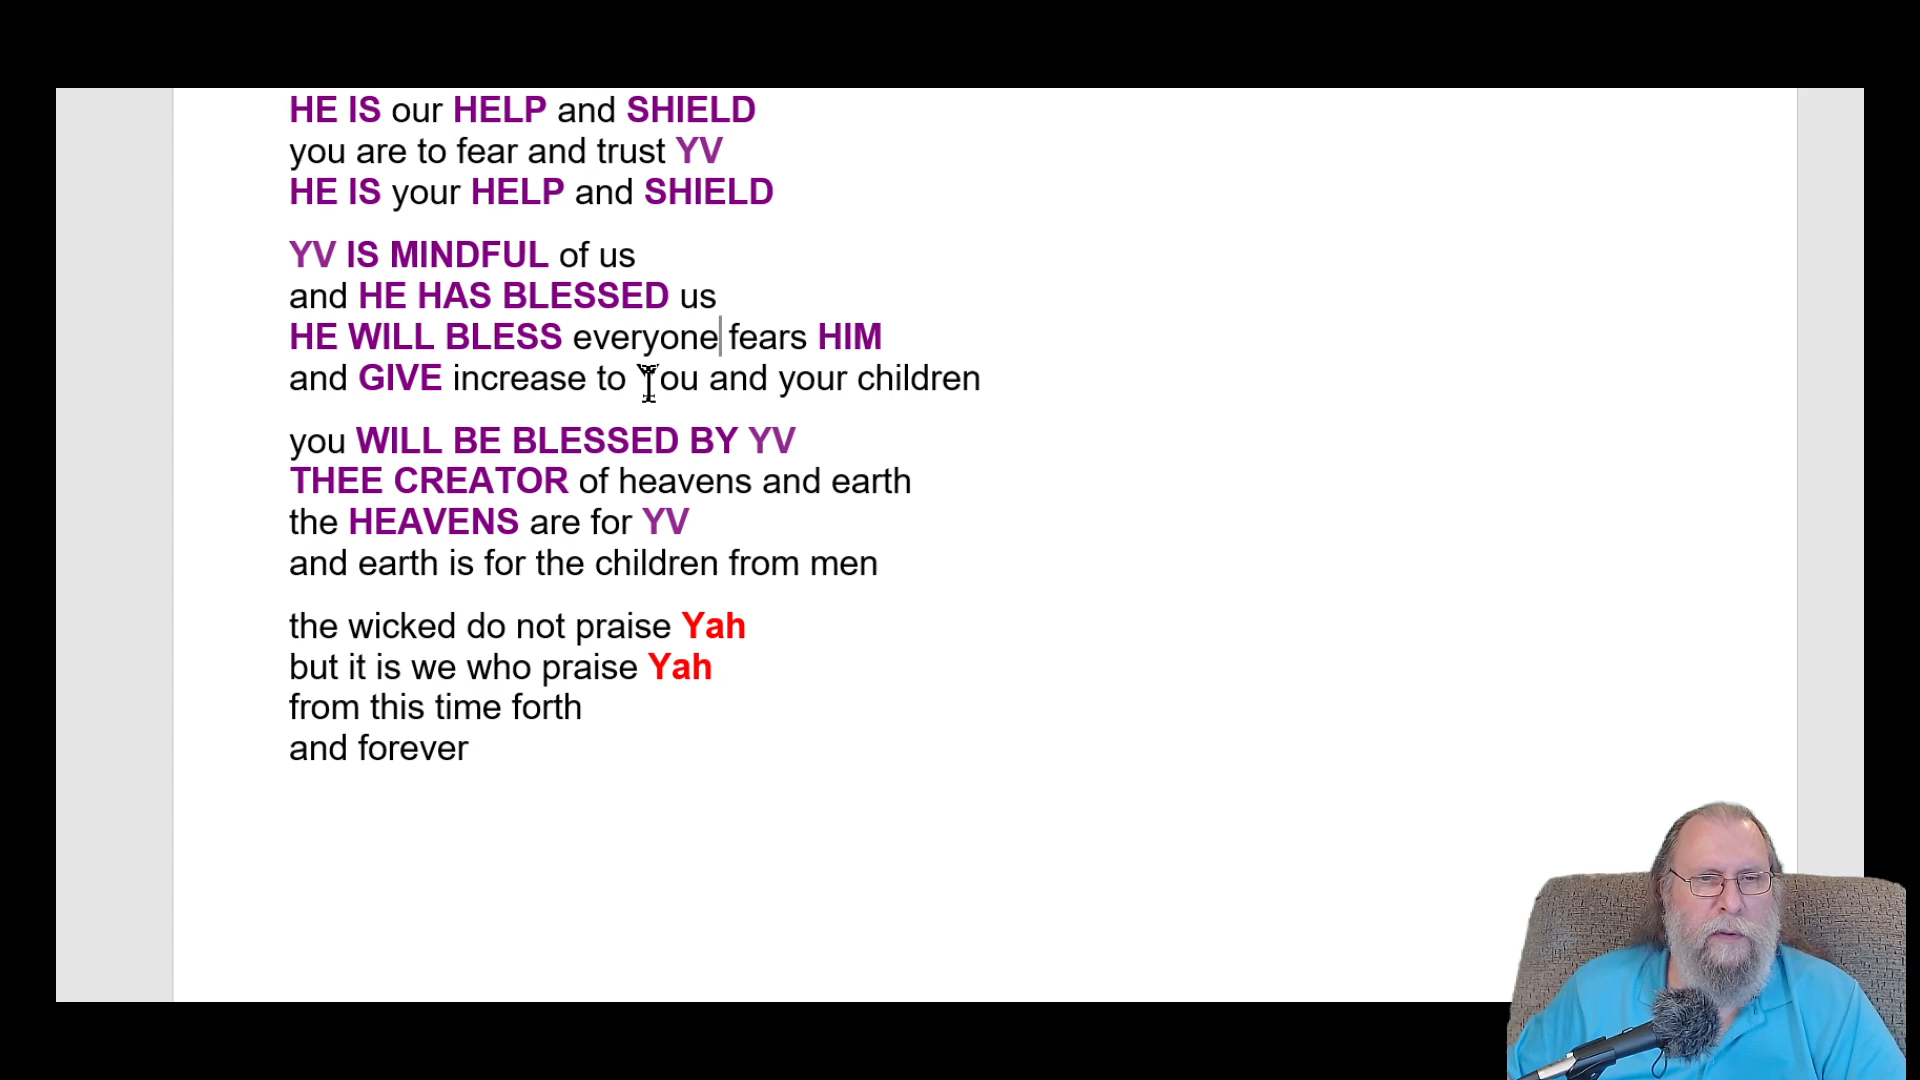 HE IS our HELP and SHIELD
you are to fear and trust YV
HE IS your HELP and SHIELD
YV IS MINDFUL of us
and HE HAS BLESSED us
HE WILL BLESS everyone fears HIM
and GIVE increase to you and your children
you WILL BE BLESSED BY YV
THEE CREATOR of heavens and earth
the HEAVENS are for YV
and earth is for the children from men
the wicked do not praise Yah
but it is we who praise Yah
from this time forth
and forever